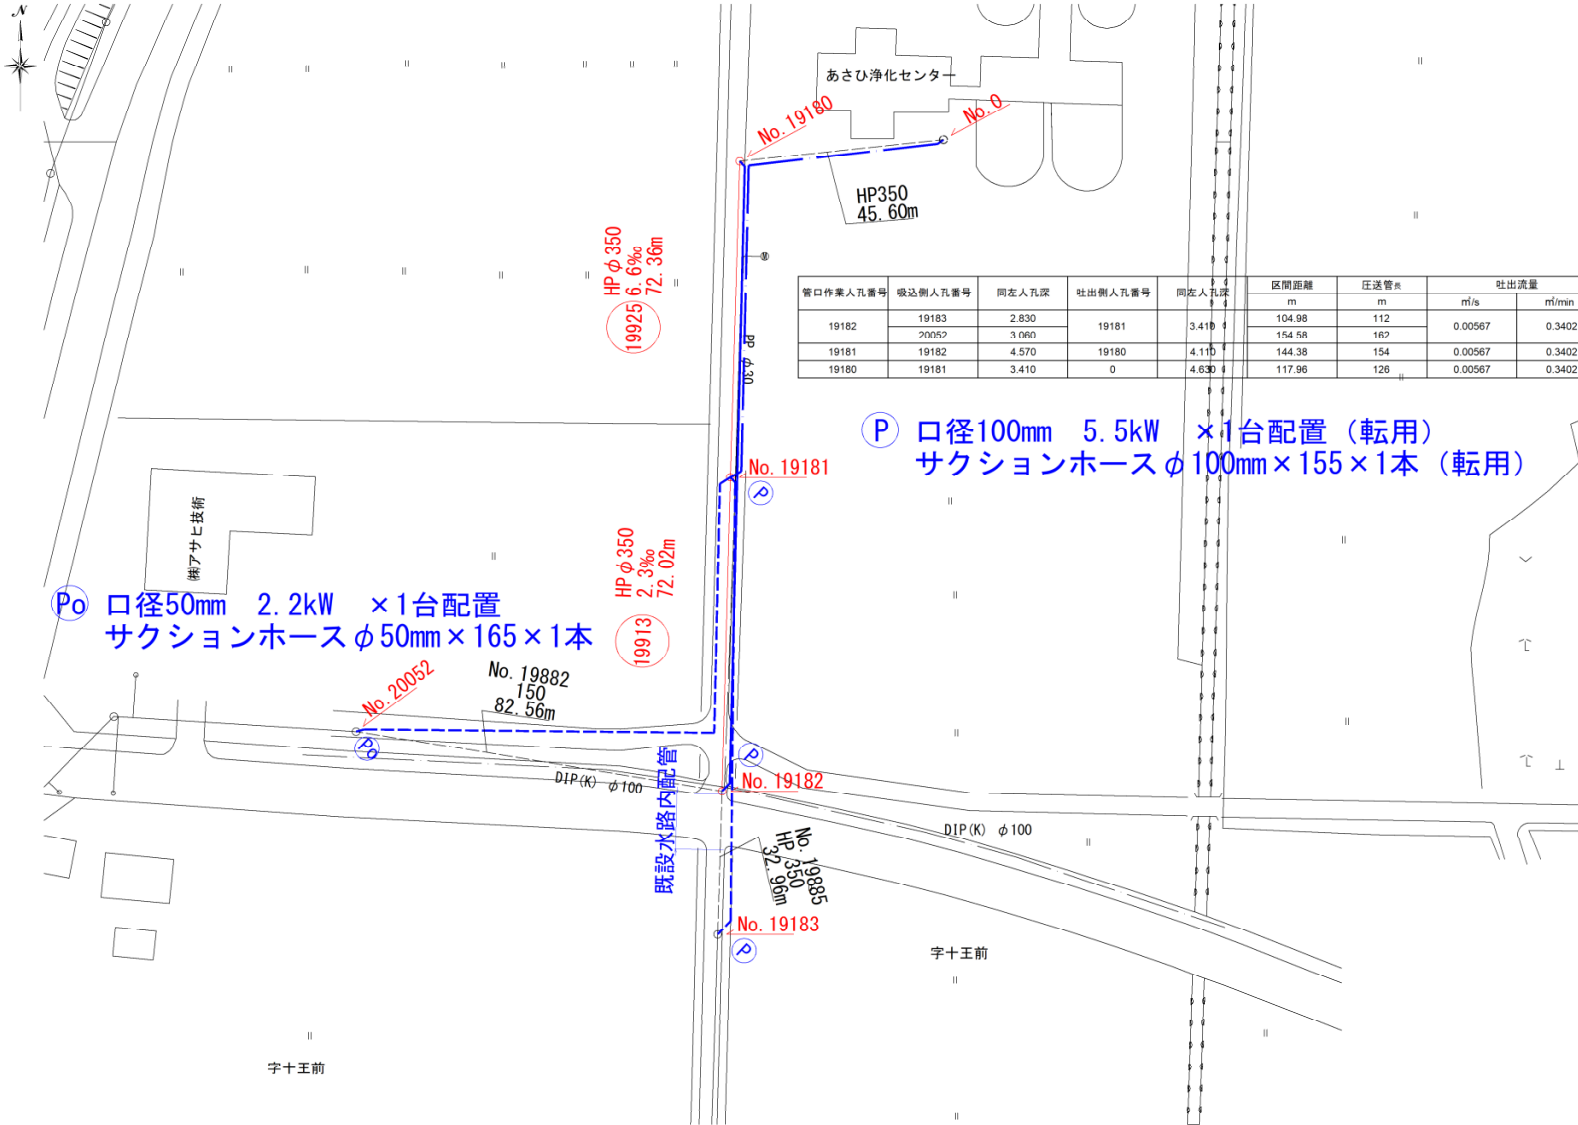 N
あさひ浄化センター
No.19180
No.0
HP350
45.60m
HPφ350
6.6‰
72.36m
19925
PP φ30
管口作業人孔番号 吸込側人孔番号 同左人孔深 吐出側人孔番号 同左人孔深 区間距離 圧送管長 吐出流量
m m ㎥/s ㎥/min
19182 19183 2.830 19181 3.410 104.98 112 0.00567 0.3402
20052 3.060 154.58 162
19181 19182 4.570 19180 4.110 144.38 154 0.00567 0.3402
19180 19181 3.410 0 4.630 117.96 126 0.00567 0.3402
P 口径100mm 5.5kW ×1台配置（転用）
サクションホースφ100mm×155×1本（転用）
No.19181
P
㈱アサヒ技術
HPφ350
2.3‰
72.02m
19913
Po 口径50mm 2.2kW ×1台配置
サクションホースφ50mm×165×1本
No.20052
No.19882
150
82.56m
Po
P
DIP(K) φ100
No.19182
既設水路内配管
DIP(K) φ100
No.19885
HP 350
32.96m
No.19183
P
字十王前
字十王前